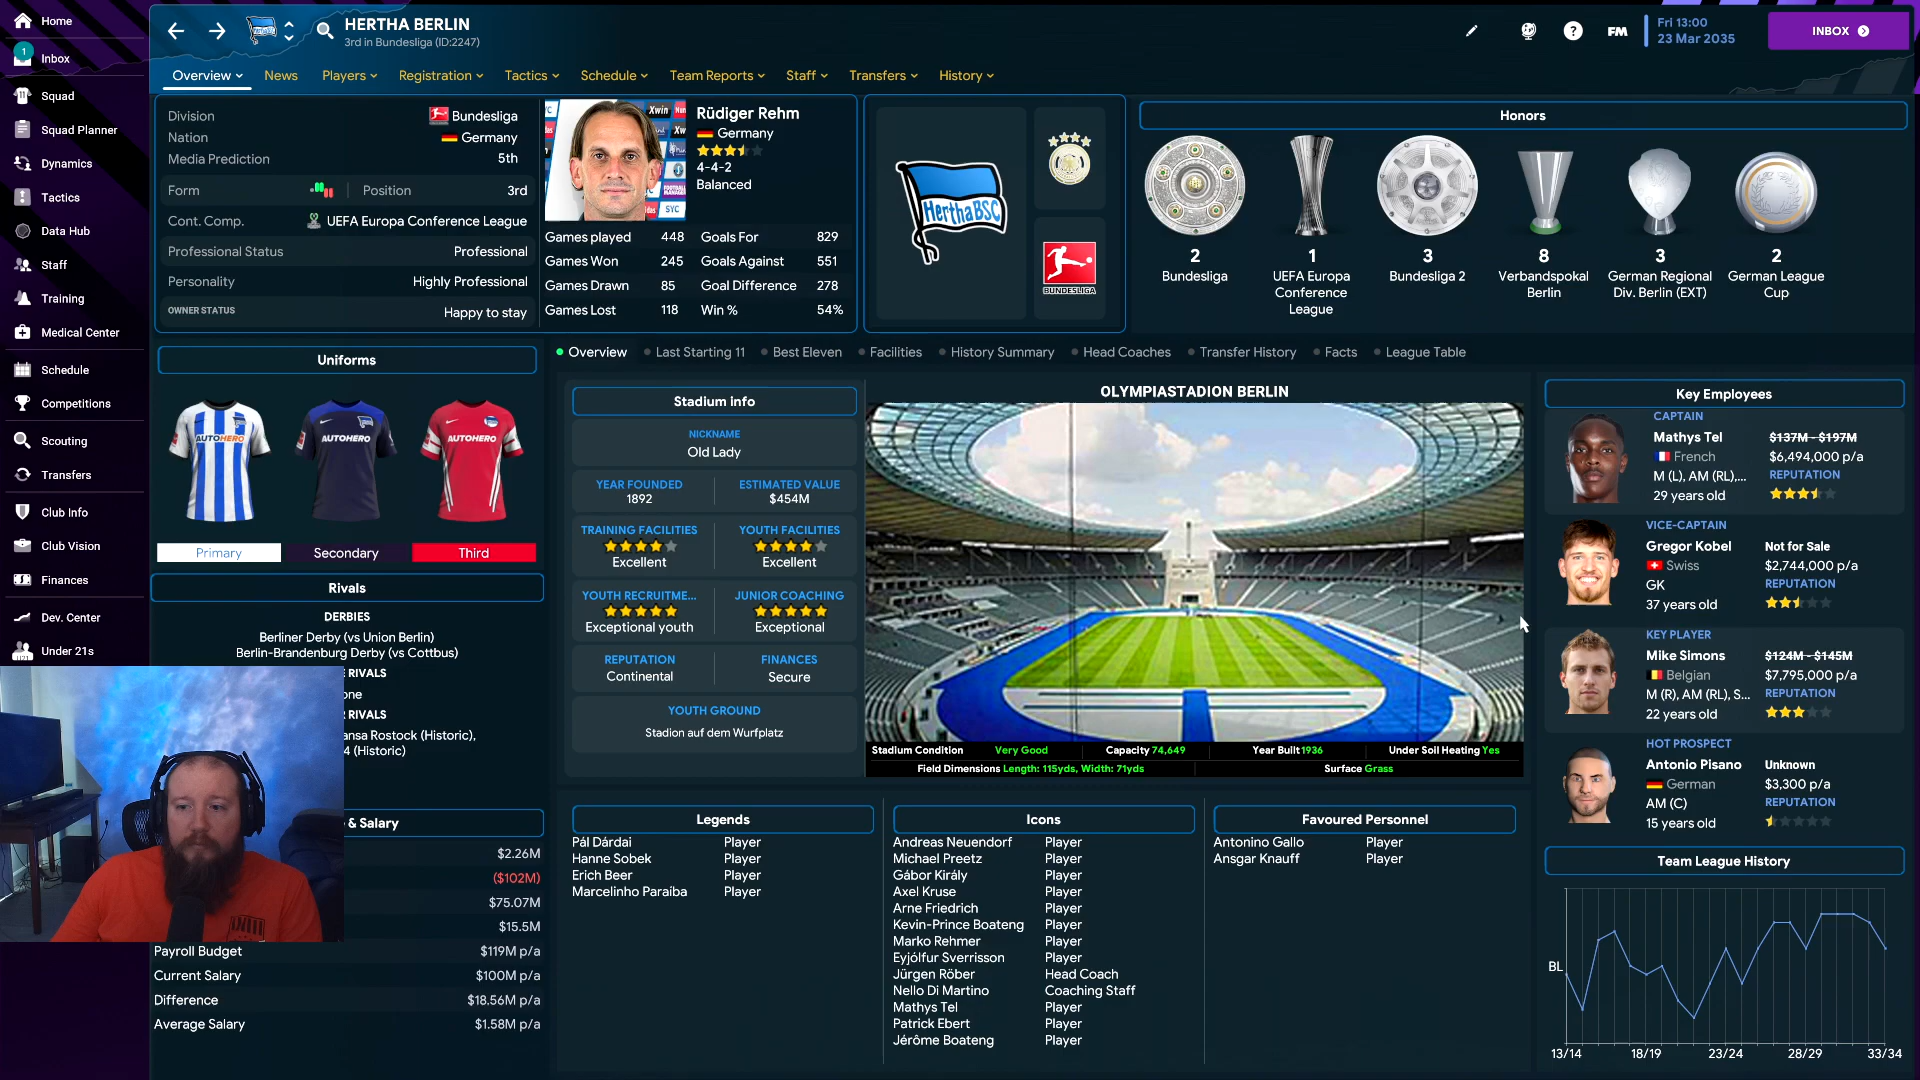 Home
1
Inbox
Squad
Squad Planner
Dynamics
Tactics
Data Hub
Staff
Training
Medical Center
Schedule
Competitions
Scouting
Transfers
Club Info
Club Vision
Finances
Dev. Center
Under 21s
HERTHA BERLIN
3rd in Bundesliga (ID:2247)
FM
Fri 13:00
23 Mar 2035
INBOX
Overview
News
Players
Registration
Tactics
Schedule
Team Reports
Staff
Transfers
History
Division Bundesliga
Nation Germany
Media Prediction 5th
Form Position 3rd
Cont. Comp. UEFA Europa Conference League
Professional Status Professional
Personality Highly Professional
OWNER STATUS Happy to stay
Rüdiger Rehm
Germany
4-4-2
Balanced
Games played 448 Goals For 829
Games Won 245 Goals Against 551
Games Drawn 85 Goal Difference 278
Games Lost 118 Win % 54%
Hertha BSC
BUNDESLIGA
Honors
2
Bundesliga
1
UEFA Europa
Conference
League
3
Bundesliga 2
8
Verbandspokal
Berlin
3
German Regional
Div. Berlin (EXT)
2
German League
Cup
Uniforms
AUTOHERO
AUTOHERO
AUTOHERO
Primary
Secondary
Third
Rivals
DERBIES
Berliner Derby (vs Union Berlin)
Berlin-Brandenburg Derby (vs Cottbus)
RIVALS
one
RIVALS
ansa Rostock (Historic),
4 (Historic)
& Salary
$2.26M
($102M)
$75.07M
$15.5M
Payroll Budget $119M p/a
Current Salary $100M p/a
Difference $18.56M p/a
Average Salary $1.58M p/a
Overview
Last Starting 11
Best Eleven
Facilities
History Summary
Head Coaches
Transfer History
Facts
League Table
Stadium info
NICKNAME
Old Lady
YEAR FOUNDED
1892
ESTIMATED VALUE
$454M
TRAINING FACILITIES
Excellent
YOUTH FACILITIES
Excellent
YOUTH RECRUITME...
Exceptional youth
JUNIOR COACHING
Exceptional
REPUTATION
Continental
FINANCES
Secure
YOUTH GROUND
Stadion auf dem Wurfplatz
OLYMPIASTADION BERLIN
Stadium Condition Very Good Capacity 74,649 Year Built 1936 Under Soil Heating Yes
Field Dimensions Length: 115yds, Width: 71yds Surface Grass
Legends
Pál Dárdai Player
Hanne Sobek Player
Erich Beer Player
Marcelinho Paraiba Player
Icons
Andreas Neuendorf Player
Michael Preetz Player
Gábor Király Player
Axel Kruse Player
Arne Friedrich Player
Kevin-Prince Boateng Player
Marko Rehmer Player
Eyjólfur Sverrisson Player
Jürgen Röber Head Coach
Nello Di Martino Coaching Staff
Mathys Tel Player
Patrick Ebert Player
Jérôme Boateng Player
Favoured Personnel
Antonino Gallo Player
Ansgar Knauff Player
Key Employees
CAPTAIN
Mathys Tel $137M - $197M
French $6,494,000 p/a
M (L), AM (RL),... REPUTATION
29 years old
VICE-CAPTAIN
Gregor Kobel Not for Sale
Swiss $2,744,000 p/a
GK REPUTATION
37 years old
KEY PLAYER
Mike Simons $124M - $145M
Belgian $7,795,000 p/a
M (R), AM (RL), S... REPUTATION
22 years old
HOT PROSPECT
Antonio Pisano Unknown
German $3,300 p/a
AM (C) REPUTATION
15 years old
Team League History
BL
13/14 18/19 23/24 28/29 33/34